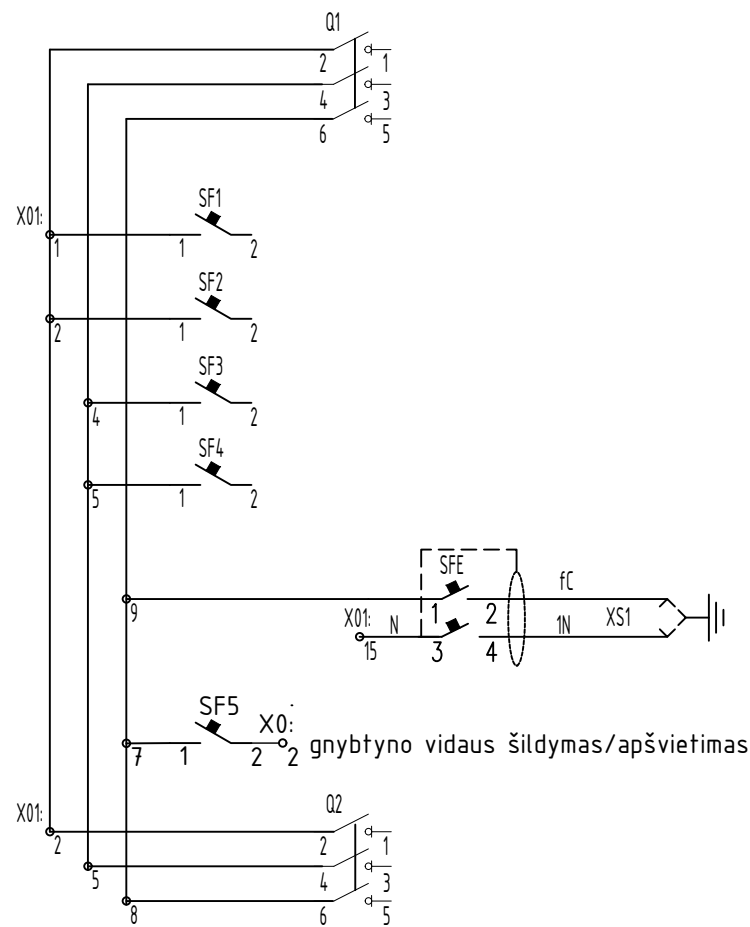 Q1
2 1
4 3
6 5
SF1
X01:
1 1 2
SF2
2 1 2
SF3
4 1 2
SF4
5 1 2
SFE
fC
9 1 2
X01: N 1N XS1
15 3 4
SF5 X0:
7 1 2 2 gnybtyno vidaus šildymas/apšvietimas
X01: Q2
2 2 1
5 4 3
8 6 5